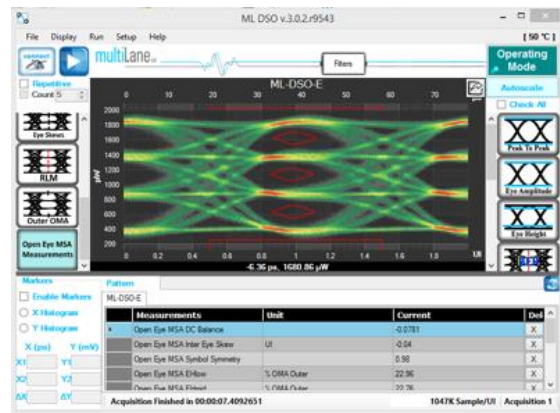 ML DSO v.3.0.2.r9543
File Display Run Setup Help
[ 50 °C ]
connect
multiLane
Filters
Operating Mode
Repetitive
Count 5
ML-DSO-E
Autoscale
Check All
0 10 20 30 40 50 60 70
2000
1800
1600
1400
1200
1000
800
600
400
200
µW
0 0.2 0.4 0.6 0.8 1 1.2 1.4 1.6 1.8 UI
-6.36 ps, 1680.86 µW
Eye Skews
RLM
Outer OMA
Open Eye MSA Measurements
Peak To Peak
Eye Amplitude
Eye Height
Markers
Enable Markers
X Histogram
Y Histogram
X (ps) Y (mV)
X1 Y1
X2 Y2
ΔX ΔY
Pattern
ML-DSO-E
Measurements Unit Current Del
Open Eye MSA DC Balance -0.0781 X
Open Eye MSA Inter Eye Skew UI -0.04 X
Open Eye MSA Symbol Symmetry 0.98 X
Open Eye MSA EHlow % OMA Outer 22.96 X
Open Eye MSA EHmid % OMA Outer 22.76 X
Acquisition Finished in 00:00:07.4092651
1047K Sample/UI Acquisition 1